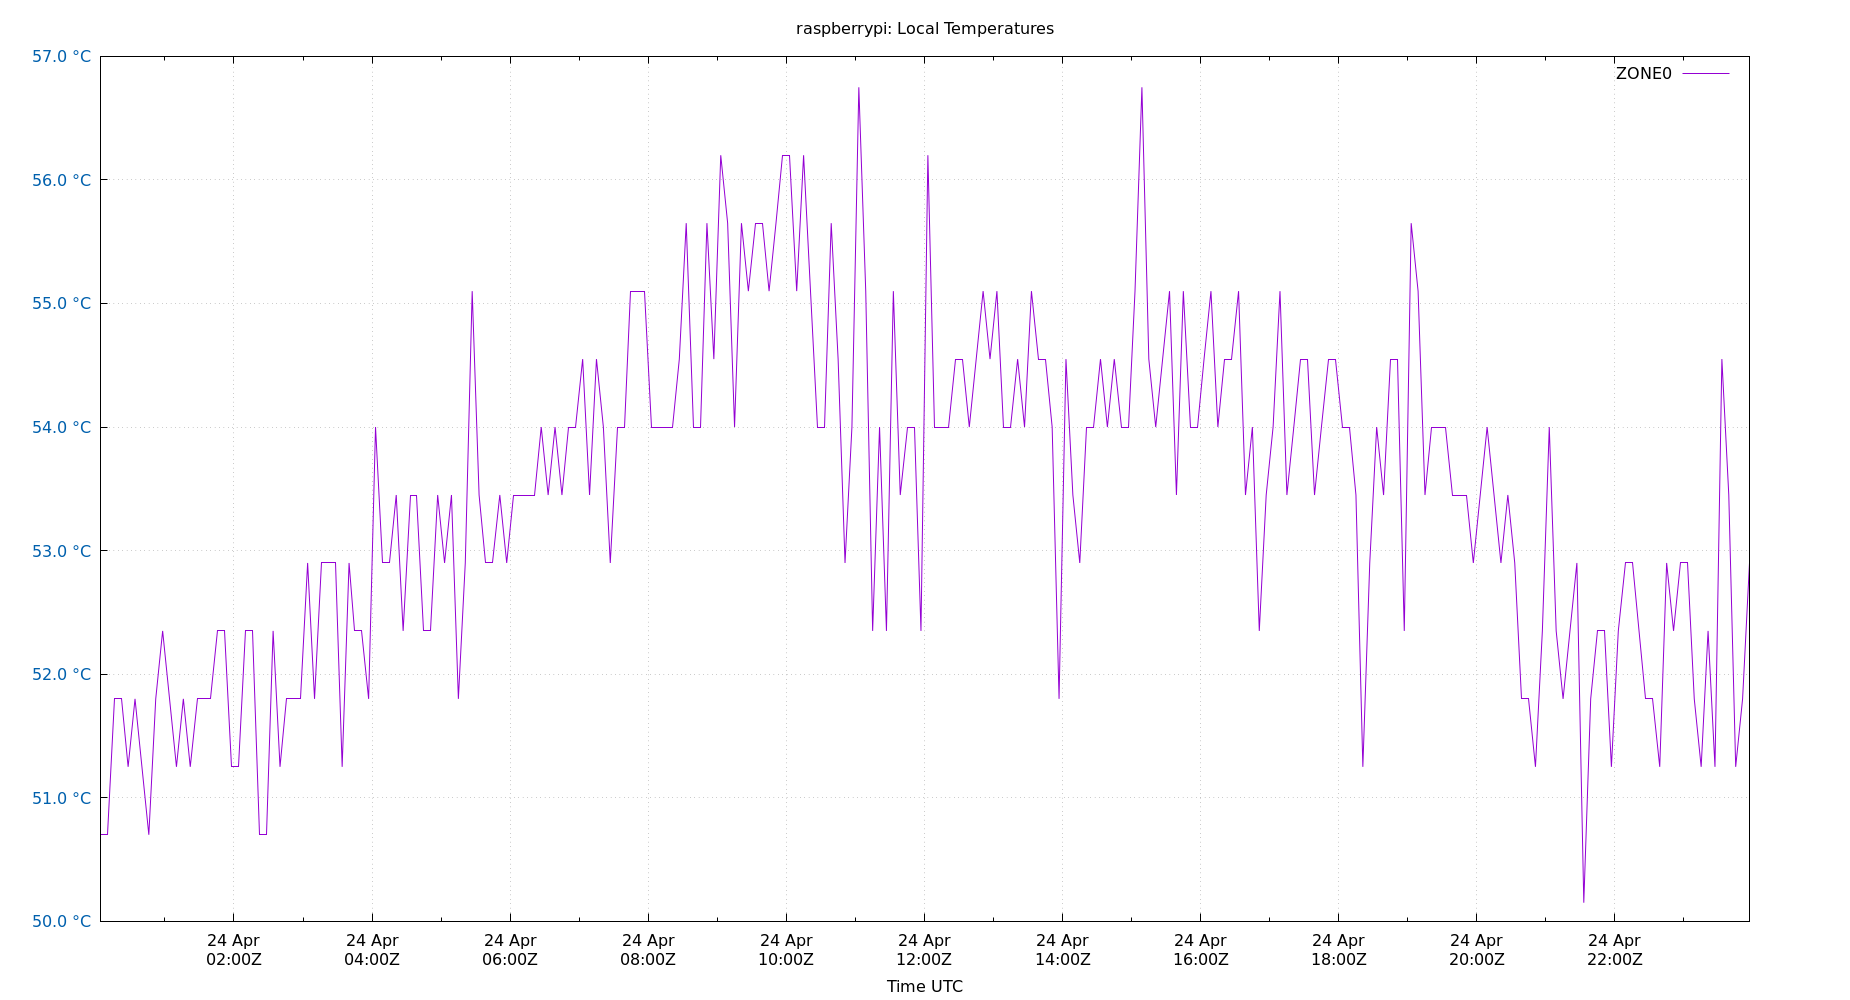 raspberrypi: Local Temperatures
57.0 °C
56.0 °C
55.0 °C
54.0 °C
53.0 °C
52.0 °C
51.0 °C
50.0 °C
ZONE0
24 Apr 24 Apr 24 Apr 24 Apr 24 Apr 24 Apr 24 Apr 24 Apr 24 Apr 24 Apr 24 Apr
02:00Z 04:00Z 06:00Z 08:00Z 10:00Z 12:00Z 14:00Z 16:00Z 18:00Z 20:00Z 22:00Z
Time UTC